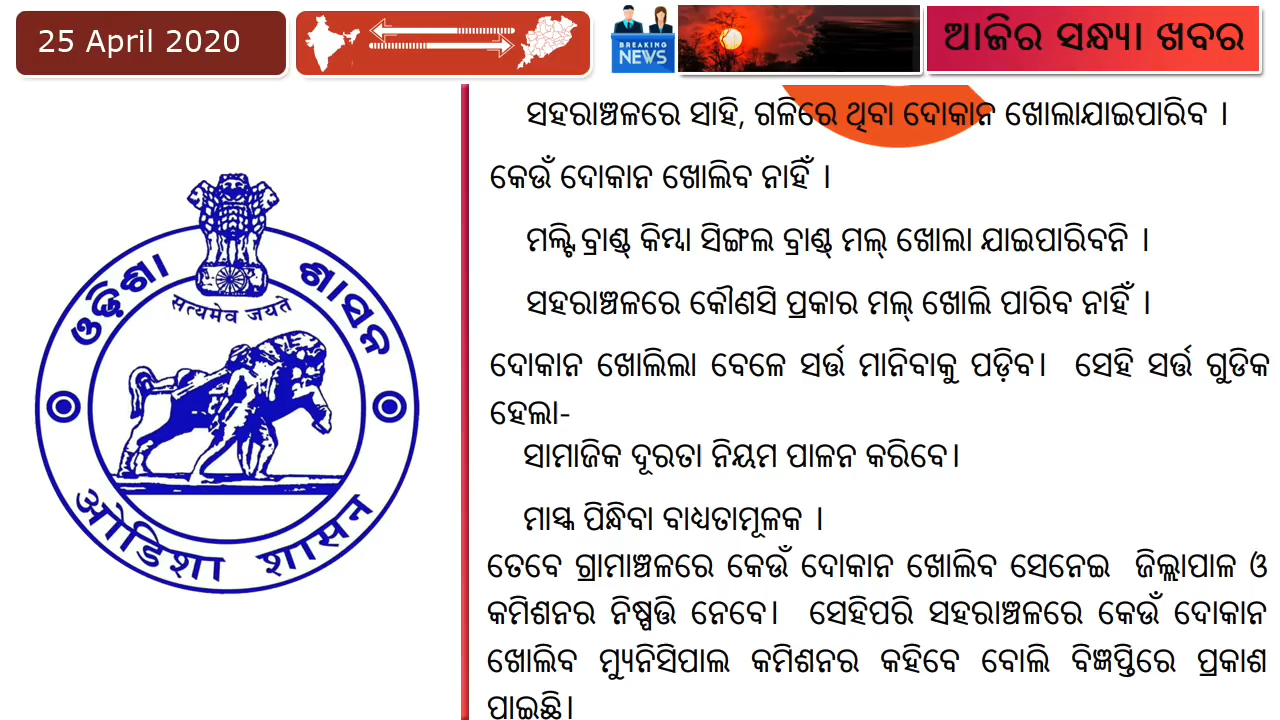 25 April 2020
BREAKING
NEWS
ଆଜିର ସନ୍ଧ୍ୟା ଖବର
ସହରାଞ୍ଚଳରେ ସାହି, ଗଳିରେ ଥିବା ଦୋକାନ ଖୋଲାଯାଇପାରିବ ।
କେଉଁ ଦୋକାନ ଖୋଲିବ ନାହିଁ ।
ମଲ୍ଟି ବ୍ରାଣ୍ଡ୍ କିମ୍ବା ସିଙ୍ଗଲ ବ୍ରାଣ୍ଡ୍ ମଲ୍ ଖୋଲା ଯାଇପାରିବନି ।
ସହରାଞ୍ଚଳରେ କୌଣସି ପ୍ରକାର ମଲ୍ ଖୋଲି ପାରିବ ନାହିଁ ।
ଦୋକାନ ଖୋଲିଲା ବେଳେ ସର୍ତ୍ତ ମାନିବାକୁ ପଡ଼ିବ। ସେହି ସର୍ତ୍ତ ଗୁଡିକ
ହେଲା-
ସାମାଜିକ ଦୂରତା ନିୟମ ପାଳନ କରିବେ।
ମାସ୍କ ପିନ୍ଧିବା ବାଧ୍ୟତାମୂଳକ ।
ତେବେ ଗ୍ରାମାଞ୍ଚଳରେ କେଉଁ ଦୋକାନ ଖୋଲିବ ସେନେଇ ଜିଲ୍ଲାପାଳ ଓ
କମିଶନର ନିଷ୍ପତ୍ତି ନେବେ। ସେହିପରି ସହରାଞ୍ଚଳରେ କେଉଁ ଦୋକାନ
ଖୋଲିବ ମ୍ୟୁନିସିପାଲ କମିଶନର କହିବେ ବୋଲି ବିଜ୍ଞପ୍ତିରେ ପ୍ରକାଶ
ପାଇଛି।
ଓଡ଼ିଶା ଶାସନ
सत्यमेव जयते
ओडिशा शासन